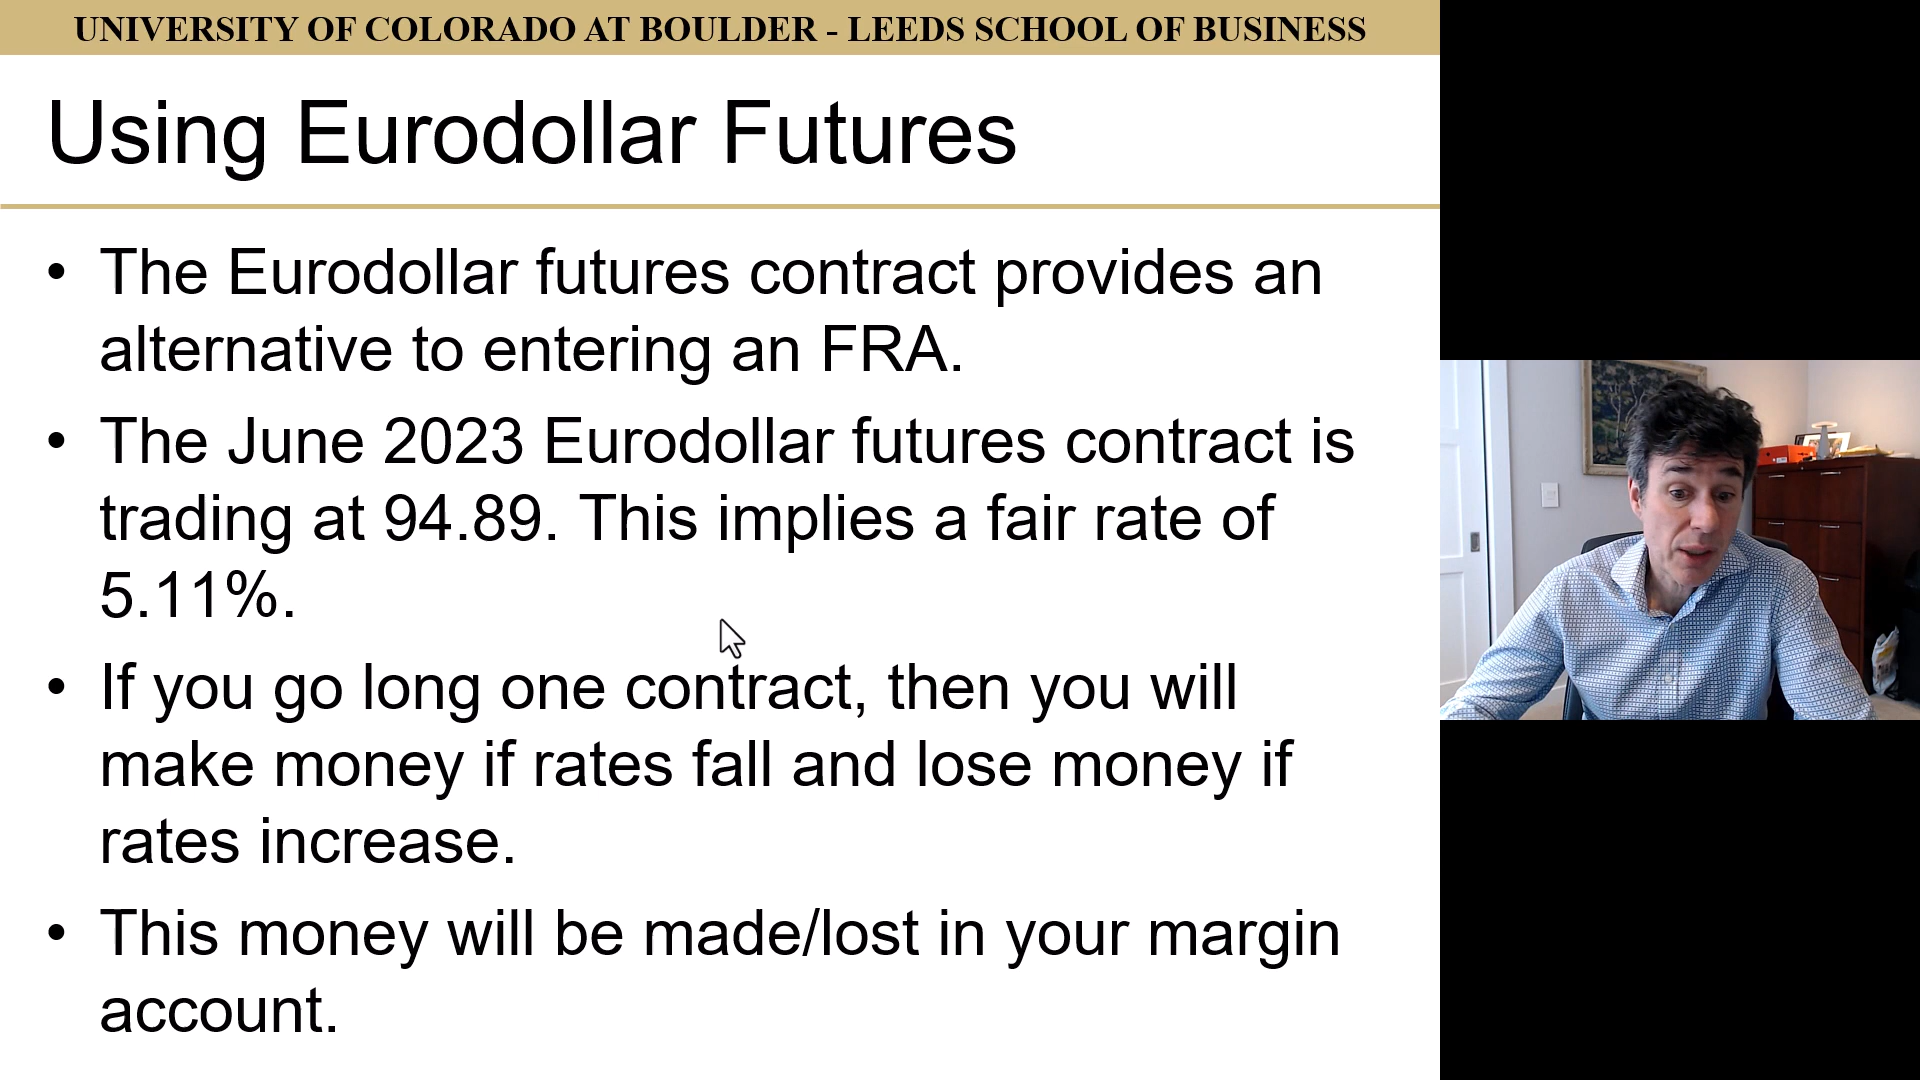 UNIVERSITY OF COLORADO AT BOULDER - LEEDS SCHOOL OF BUSINESS
Using Eurodollar Futures
• The Eurodollar futures contract provides an
alternative to entering an FRA.
• The June 2023 Eurodollar futures contract is
trading at 94.89. This implies a fair rate of
5.11%.
• If you go long one contract, then you will
make money if rates fall and lose money if
rates increase.
• This money will be made/lost in your margin
account.